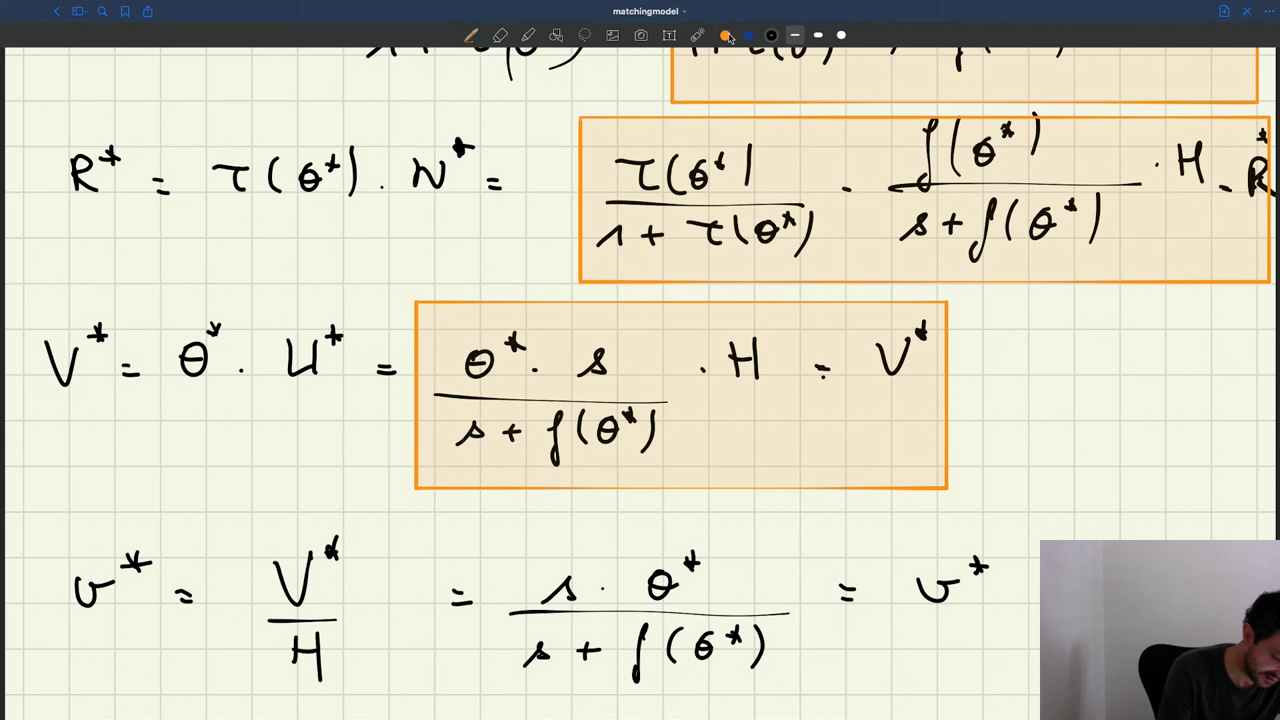 matchingmodel
R* = τ(θ*) · N* = τ(θ*) / (1 + τ(θ*)) · f(θ*) / (s + f(θ*)) · H = R*
V* = θ* · U* = θ* · s / (s + f(θ*)) · H = V*
v* = V* / H = s · θ* / (s + f(θ*)) = v*